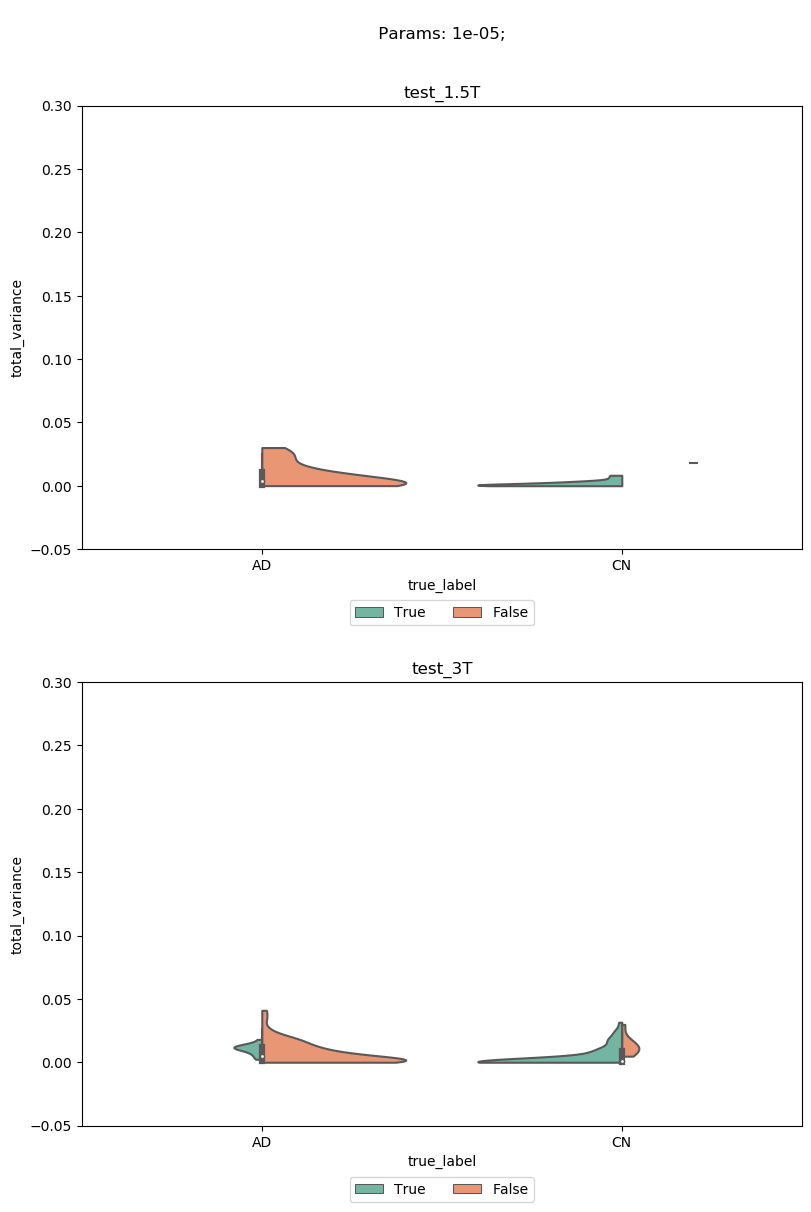 Params: 1e-05;
test_1.5T
0.30
0.25
0.20
0.15
0.10
0.05
0.00
−0.05
total_variance
AD CN
true_label
True False
test_3T
0.30
0.25
0.20
0.15
0.10
0.05
0.00
−0.05
total_variance
AD CN
true_label
True False